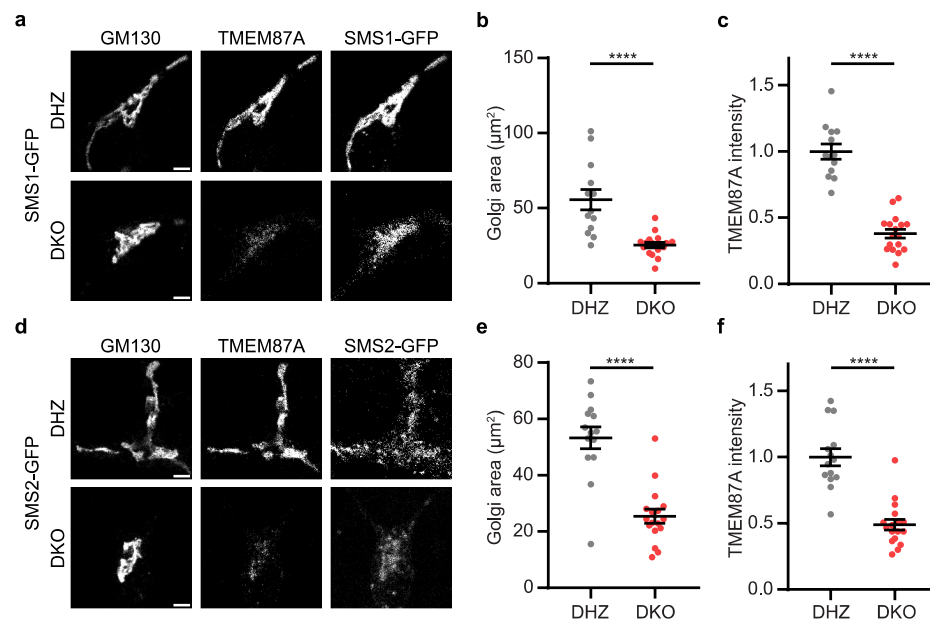 a
GM130 TMEM87A SMS1-GFP
SMS1-GFP
DHZ
DKO
b
Golgi area (µm²)
150
100
50
0
****
DHZ DKO
c
TMEM87A intensity
1.5
1.0
0.5
0.0
****
DHZ DKO
d
GM130 TMEM87A SMS2-GFP
SMS2-GFP
DHZ
DKO
e
Golgi area (µm²)
80
60
40
20
0
****
DHZ DKO
f
TMEM87A intensity
1.5
1.0
0.5
0.0
****
DHZ DKO